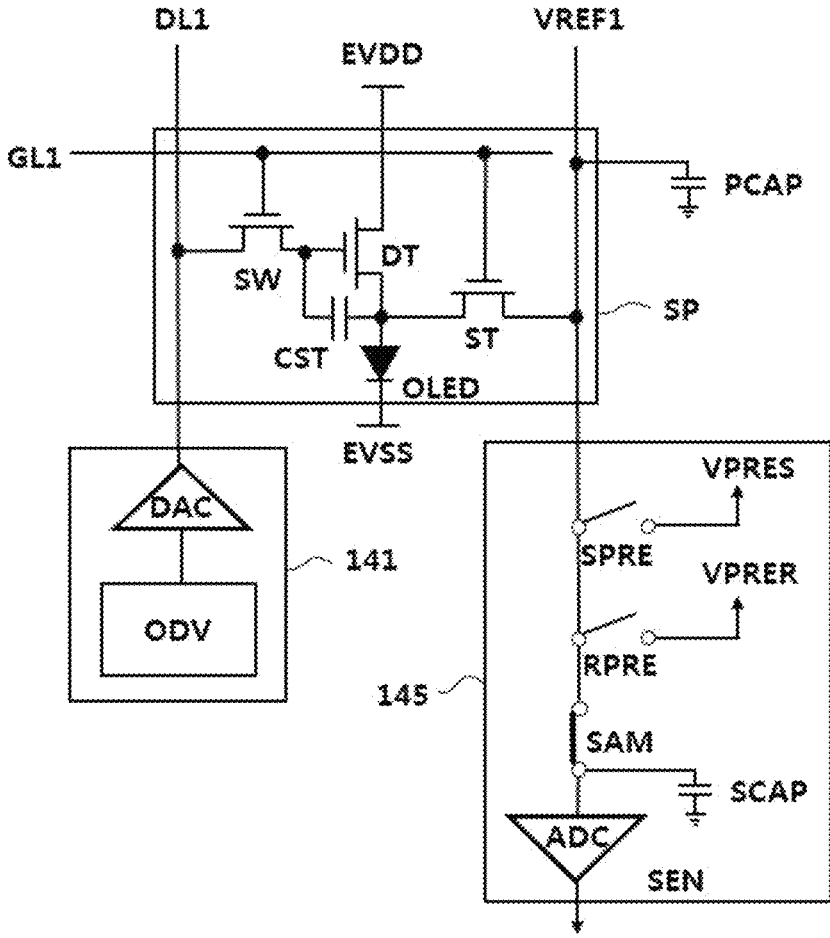 DL1
VREF1
EVDD
GL1
PCAP
DT
SW
SP
ST
CST
OLED
EVSS
DAC
VPRES
SPRE
141
VPRER
ODV
RPRE
145
SAM
SCAP
ADC
SEN